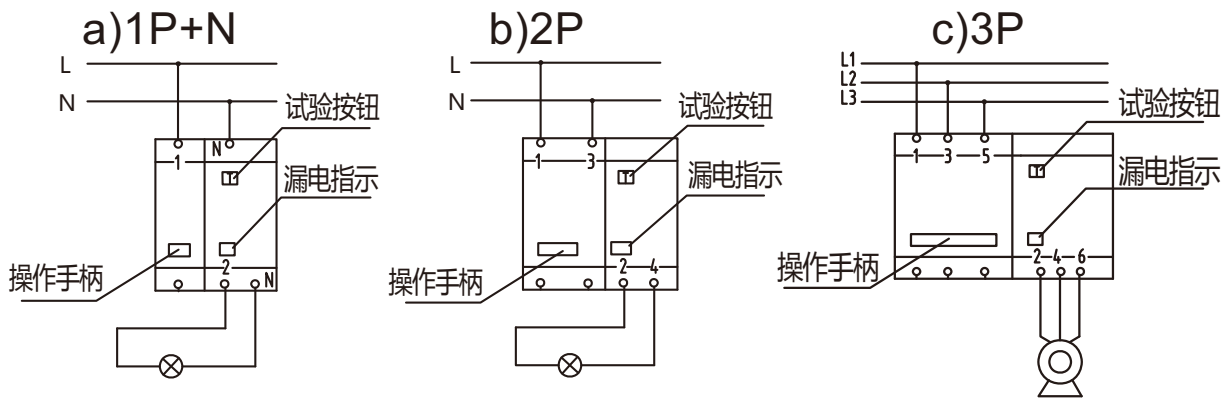 a)1P+N
L
N
试验按钮
N
1
T
漏电指示
操作手柄
2
N
b)2P
L
N
试验按钮
1 3
T
漏电指示
操作手柄
2 4
c)3P
L1
L2
L3
试验按钮
1 3 5
T
漏电指示
操作手柄
2 4 6